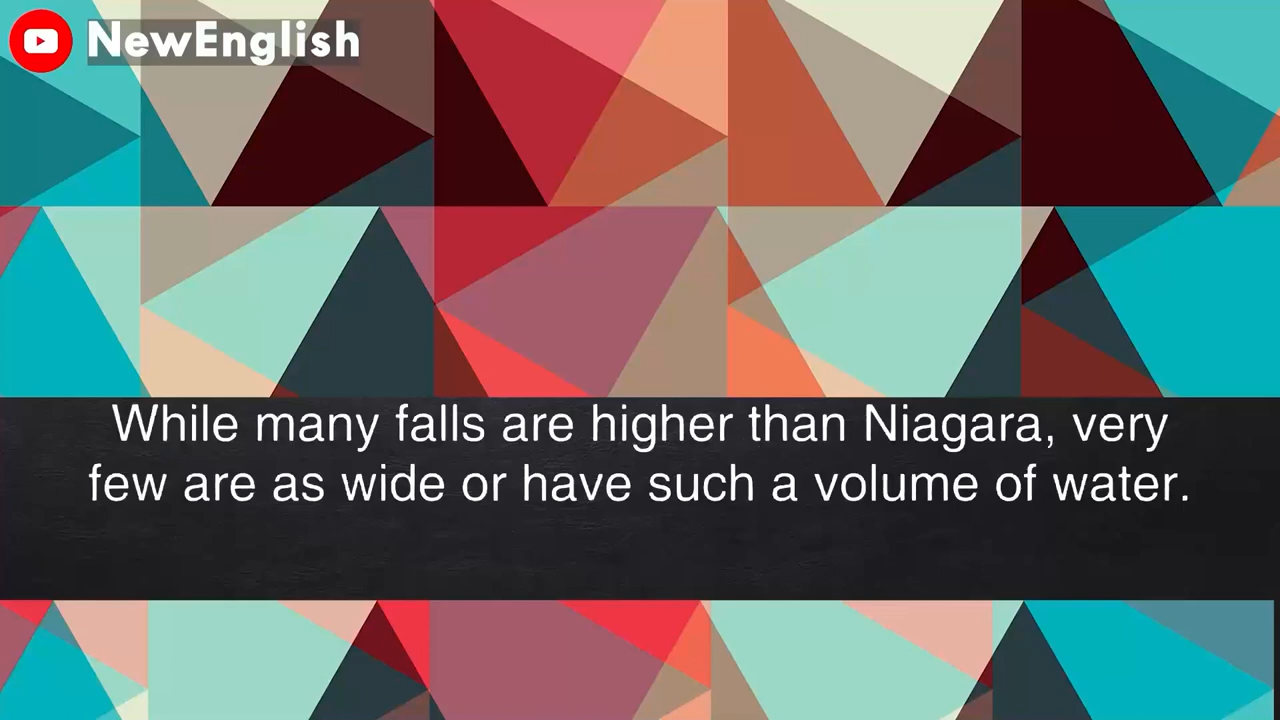 NewEnglish
While many falls are higher than Niagara, very
few are as wide or have such a volume of water.